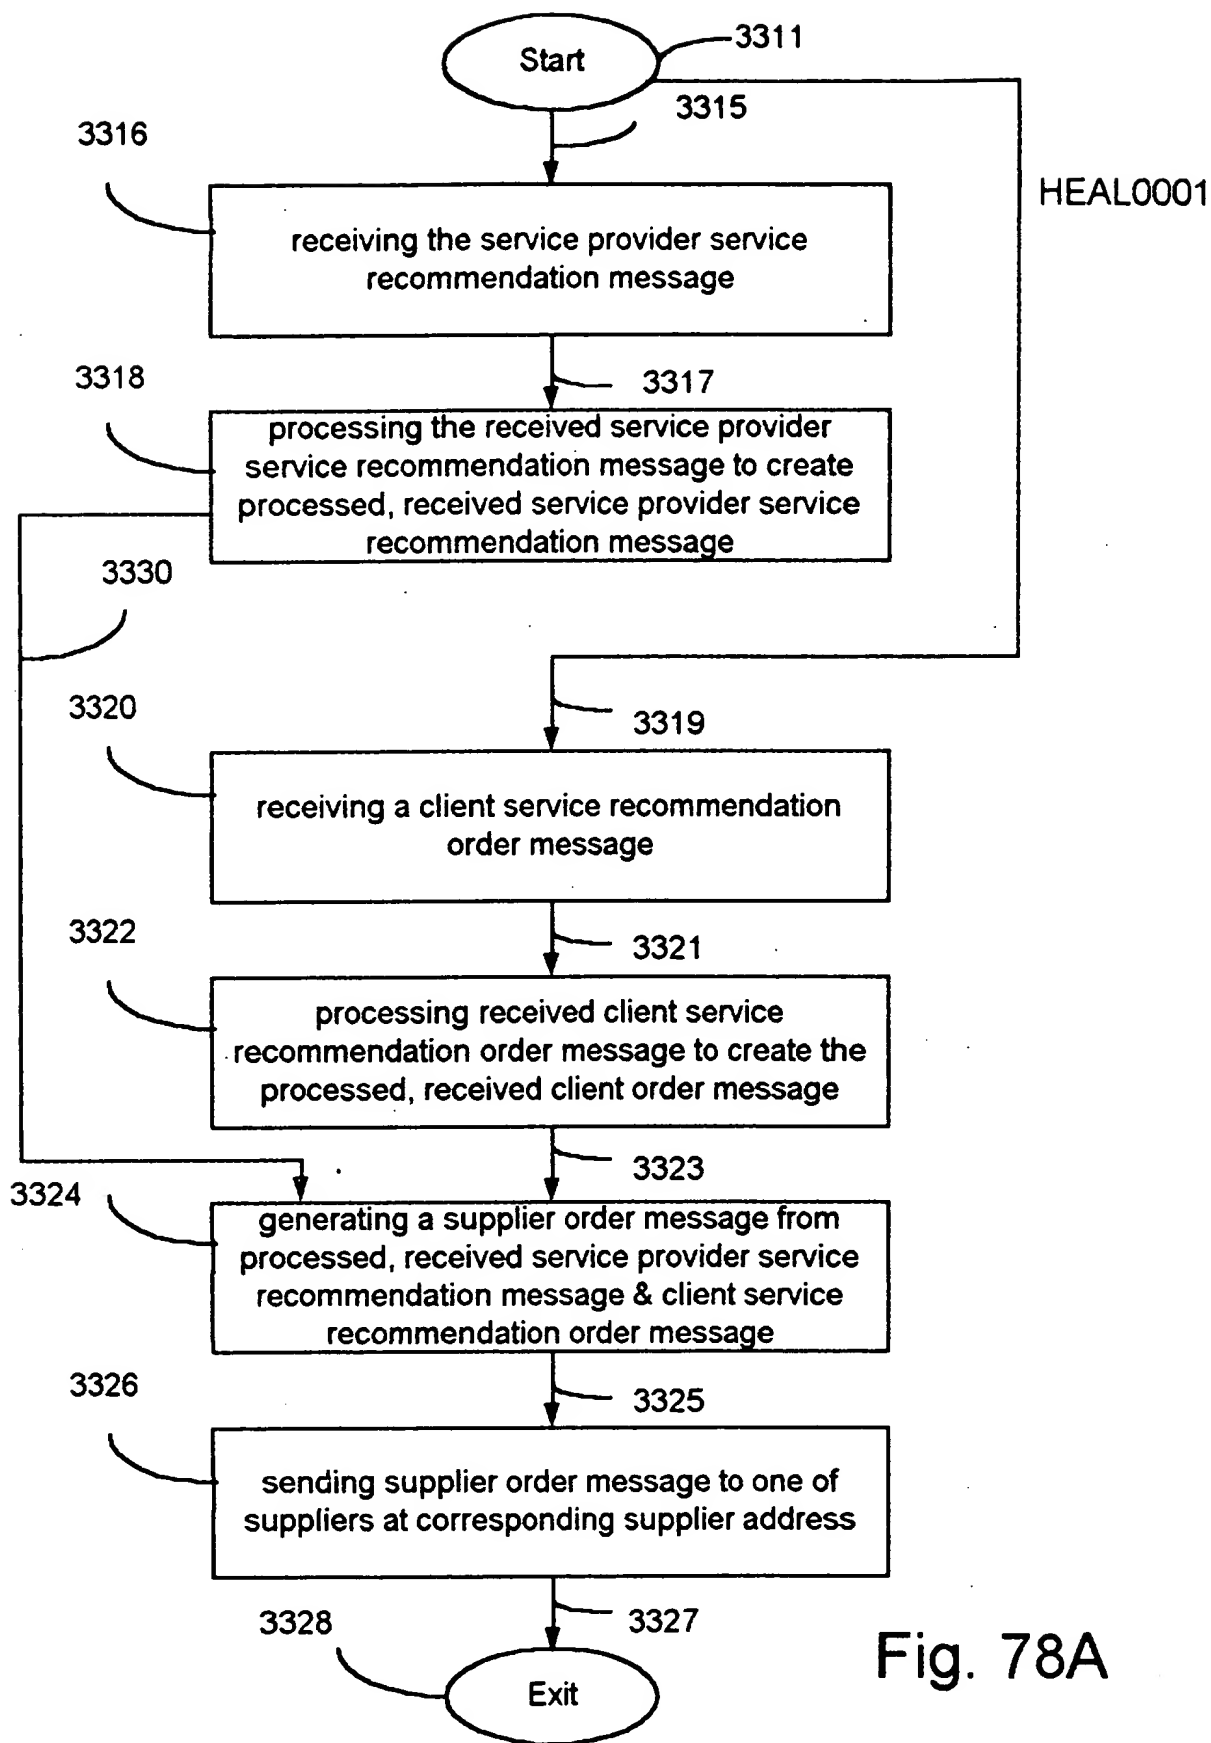 Start
3311
3315
3316
HEAL0001
receiving the service provider service
recommendation message
3318
3317
processing the received service provider
service recommendation message to create
processed, received service provider service
recommendation message
3330
3320
3319
receiving a client service recommendation
order message
3322
3321
processing received client service
recommendation order message to create the
processed, received client order message
3323
3324
generating a supplier order message from
processed, received service provider service
recommendation message & client service
recommendation order message
3326
3325
sending supplier order message to one of
suppliers at corresponding supplier address
3328
3327
Exit
Fig. 78A